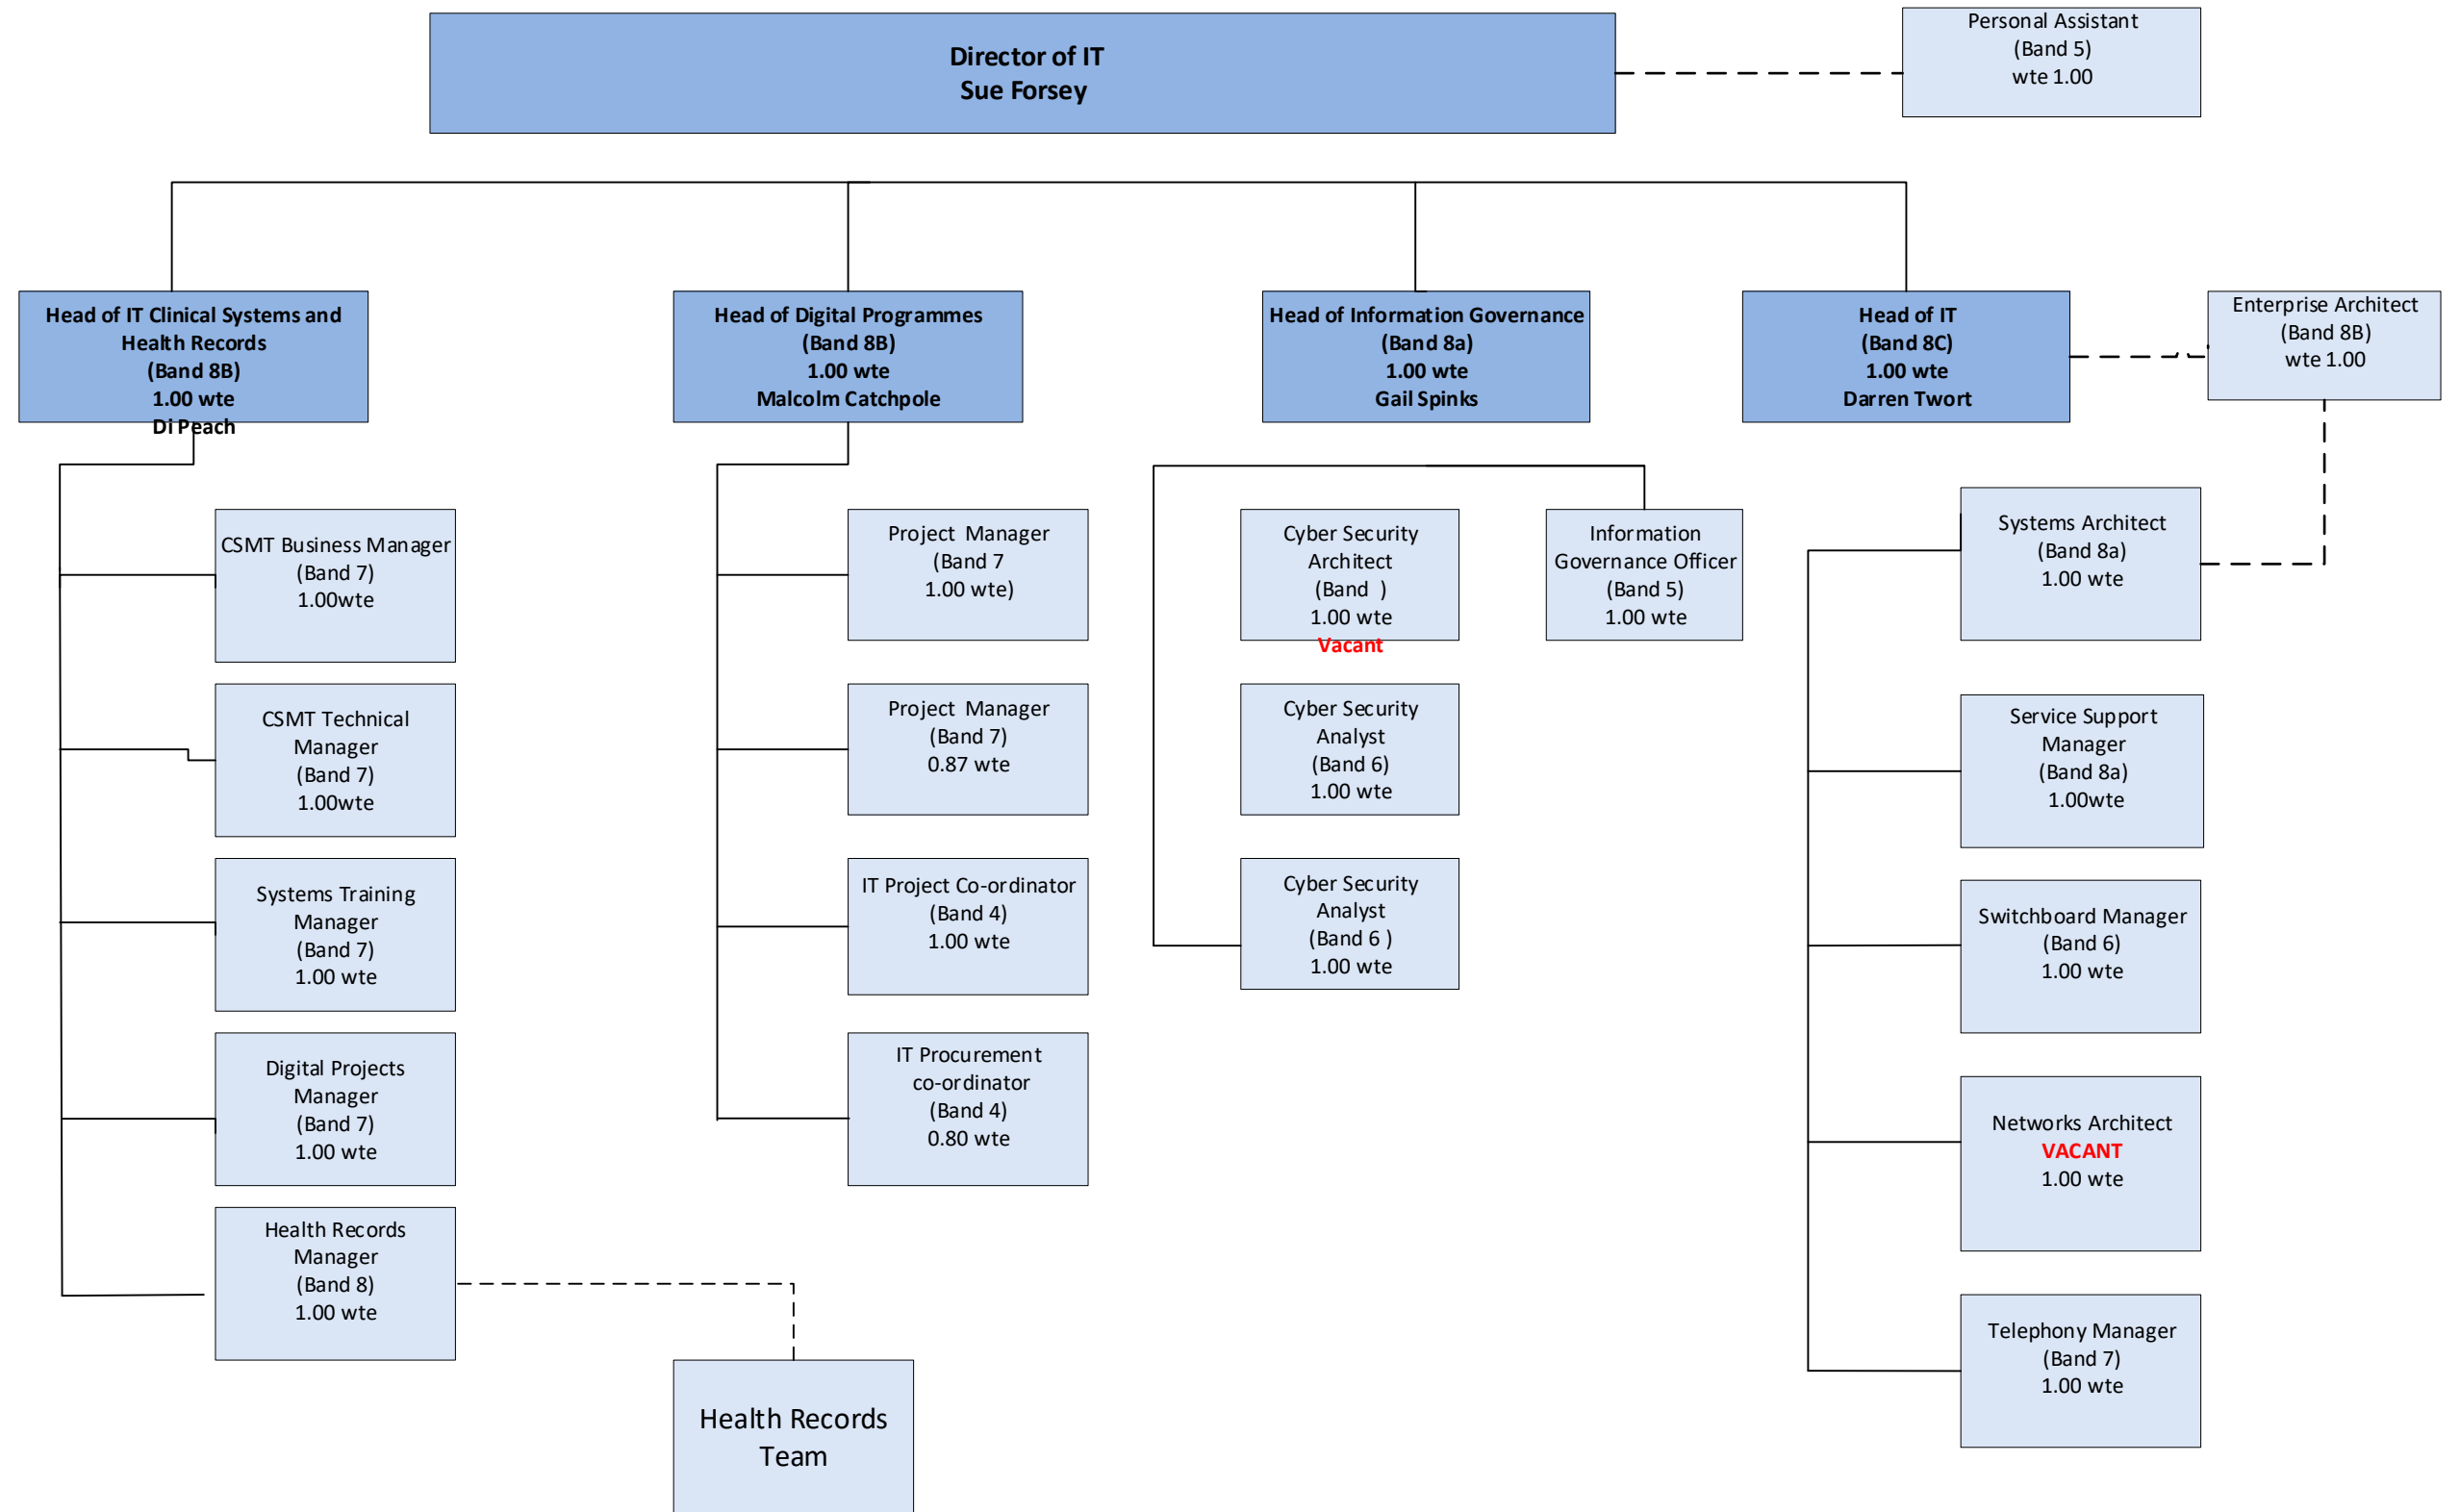 Director of IT
Sue Forsey
Personal Assistant
(Band 5)
wte 1.00
Head of IT Clinical Systems and
Health Records
(Band 8B)
1.00 wte
Di Peach
Head of Digital Programmes
(Band 8B)
1.00 wte
Malcolm Catchpole
Head of Information Governance
(Band 8a)
1.00 wte
Gail Spinks
Head of IT
(Band 8C)
1.00 wte
Darren Twort
Enterprise Architect
(Band 8B)
wte 1.00
CSMT Business Manager
(Band 7)
1.00wte
CSMT Technical
Manager
(Band 7)
1.00wte
Systems Training
Manager
(Band 7)
1.00 wte
Digital Projects
Manager
(Band 7)
1.00 wte
Health Records
Manager
(Band 8)
1.00 wte
Health Records
Team
Project Manager
(Band 7
1.00 wte)
Project Manager
(Band 7)
0.87 wte
IT Project Co-ordinator
(Band 4)
1.00 wte
IT Procurement
co-ordinator
(Band 4)
0.80 wte
Cyber Security
Architect
(Band )
1.00 wte
Vacant
Cyber Security
Analyst
(Band 6)
1.00 wte
Cyber Security
Analyst
(Band 6 )
1.00 wte
Information
Governance Officer
(Band 5)
1.00 wte
Systems Architect
(Band 8a)
1.00 wte
Service Support
Manager
(Band 8a)
1.00wte
Switchboard Manager
(Band 6)
1.00 wte
Networks Architect
VACANT
1.00 wte
Telephony Manager
(Band 7)
1.00 wte